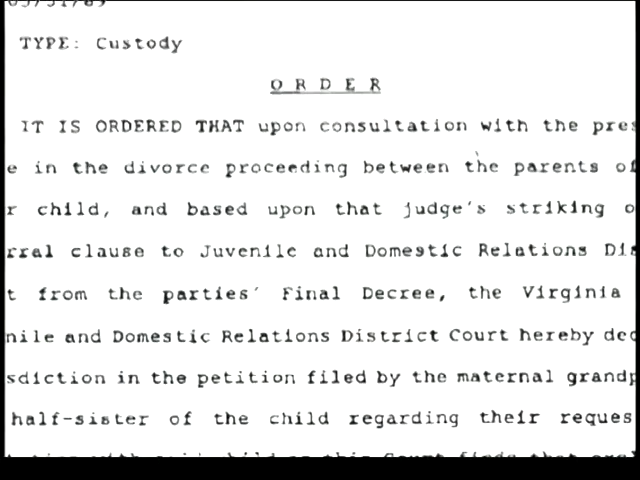 TYPE: Custody
O R D E R
IT IS ORDERED THAT upon consultation with the pres
e in the divorce proceeding between the parents of
r child, and based upon that judge's striking o
rral clause to Juvenile and Domestic Relations Dis
t from the parties' Final Decree, the Virginia
nile and Domestic Relations District Court hereby dec
sdiction in the petition filed by the maternal grandp
half-sister of the child regarding their reques